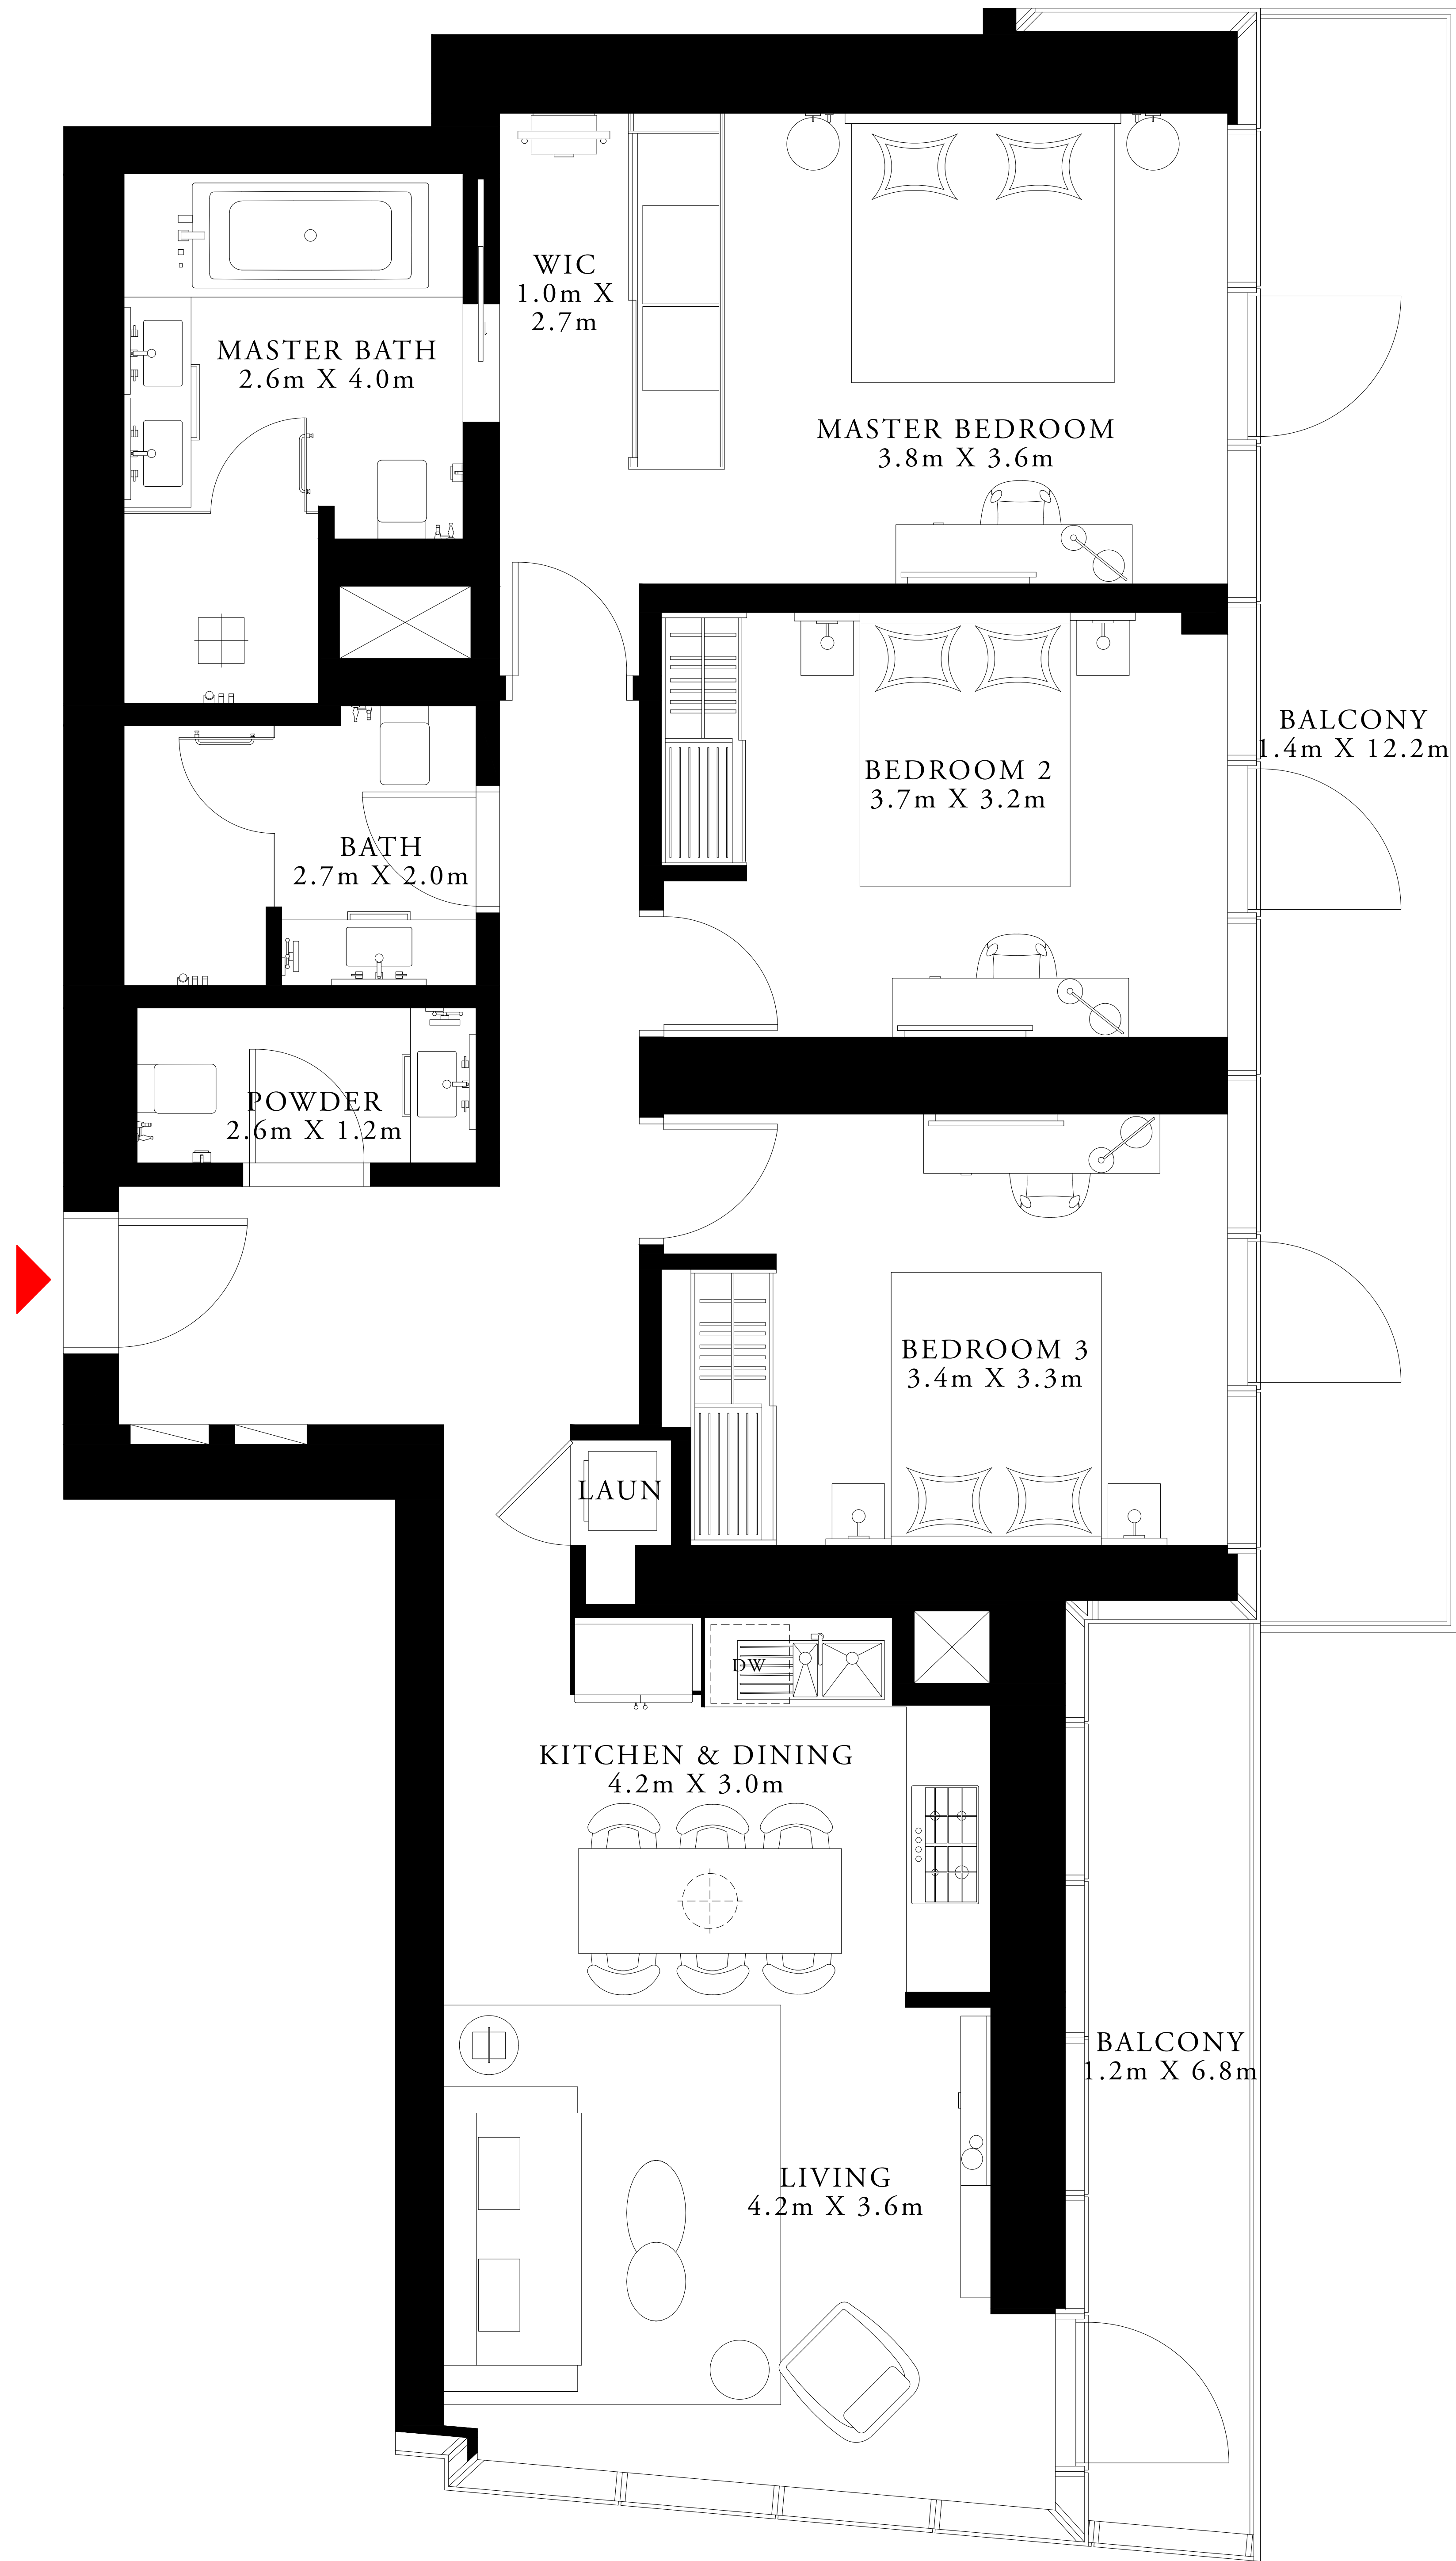 WIC
1.0m X
2.7m
MASTER BATH
2.6m X 4.0m
MASTER BEDROOM
3.8m X 3.6m
BALCONY
1.4m X 12.2m
BEDROOM 2
3.7m X 3.2m
BATH
2.7m X 2.0m
POWDER
2.6m X 1.2m
BEDROOM 3
3.4m X 3.3m
LAUN
DW
KITCHEN & DINING
4.2m X 3.0m
BALCONY
1.2m X 6.8m
LIVING
4.2m X 3.6m